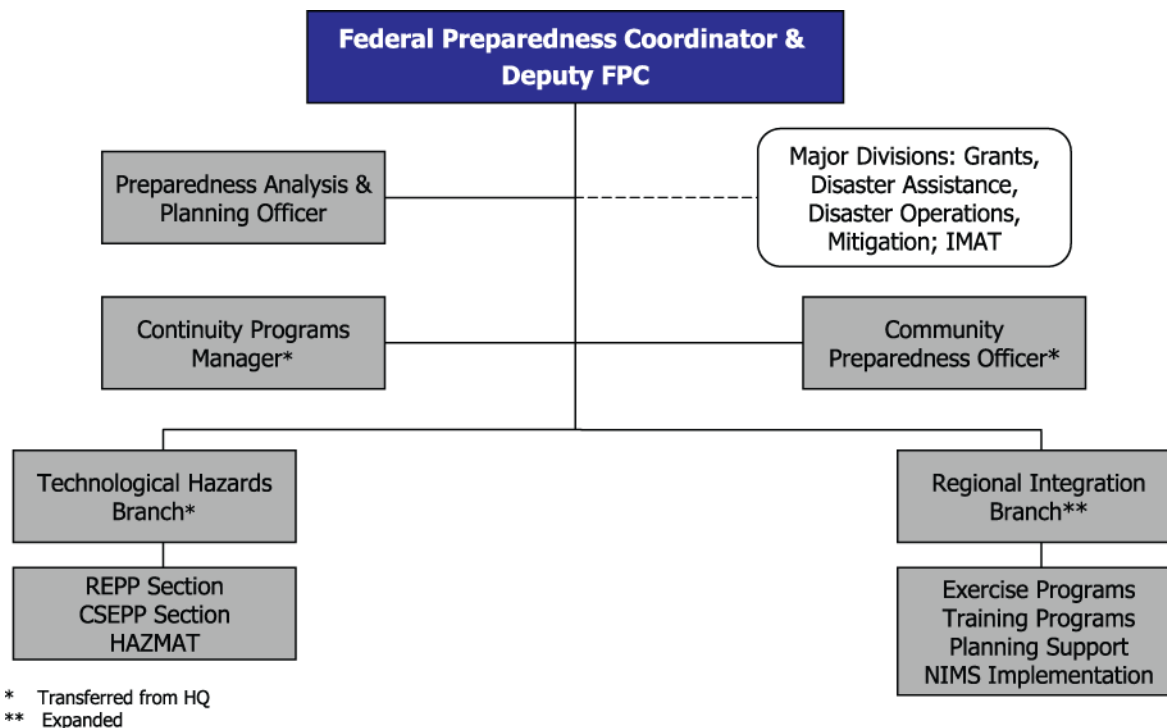 Federal Preparedness Coordinator &
Deputy FPC
Preparedness Analysis &
Planning Officer
Major Divisions: Grants,
Disaster Assistance,
Disaster Operations,
Mitigation; IMAT
Continuity Programs
Manager*
Community
Preparedness Officer*
Technological Hazards
Branch*
Regional Integration
Branch**
REPP Section
CSEPP Section
HAZMAT
Exercise Programs
Training Programs
Planning Support
NIMS Implementation
* Transferred from HQ
** Expanded